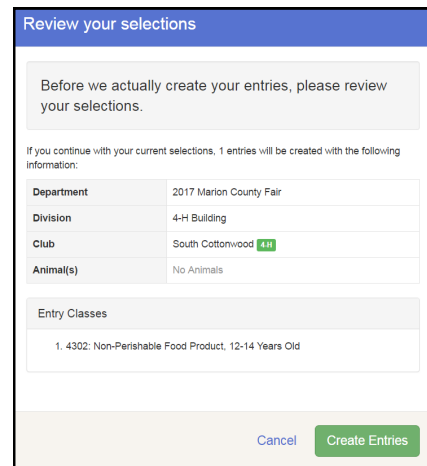 Review your selections
Before we actually create your entries, please review
your selections.
If you continue with your current selections, 1 entries will be created with the following
information:
Department 2017 Marion County Fair
Division 4-H Building
Club South Cottonwood 4-H
Animal(s) No Animals
Entry Classes
1. 4302: Non-Perishable Food Product, 12-14 Years Old
Cancel Create Entries